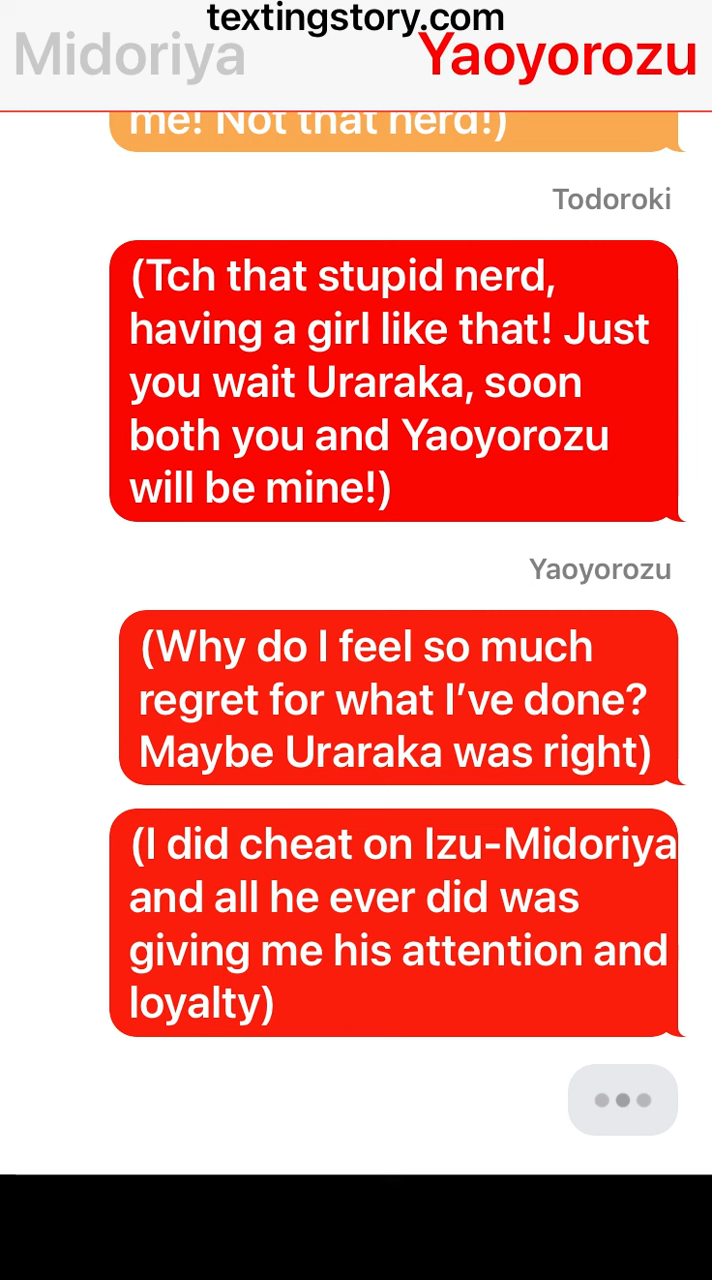 textingstory.com
Midoriya Yaoyorozu
me! Not that nerd!)
Todoroki
(Tch that stupid nerd,
having a girl like that! Just
you wait Uraraka, soon
both you and Yaoyorozu
will be mine!)
Yaoyorozu
(Why do I feel so much
regret for what I’ve done?
Maybe Uraraka was right)
(I did cheat on Izu-Midoriya
and all he ever did was
giving me his attention and
loyalty)